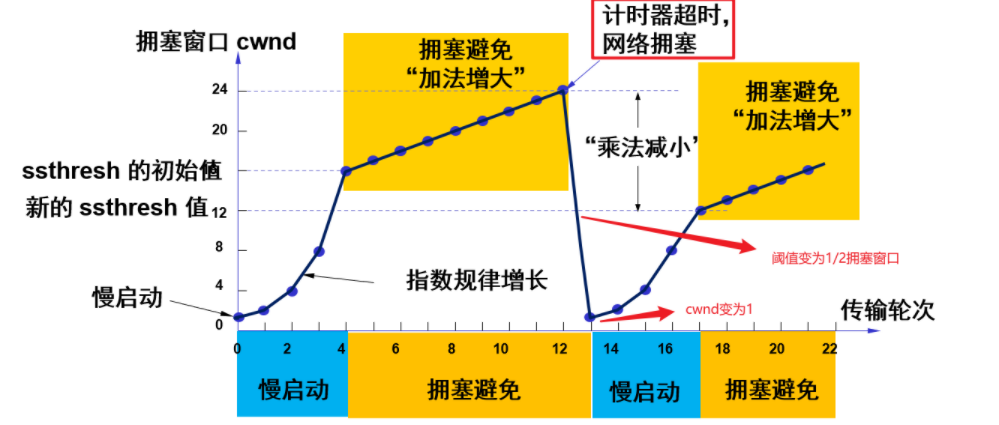 拥塞窗口 cwnd
计时器超时，
网络拥塞
拥塞避免
“加法增大”
拥塞避免
“加法增大”
“乘法减小’
24
20
ssthresh 的初始值
新的 ssthresh 值
12
8
4
0
指数规律增长
慢启动
阈值变为1/2拥塞窗口
cwnd变为1
传输轮次
0 2 4 6 8 10 12 14 16 18 20 22
慢启动 拥塞避免 慢启动 拥塞避免